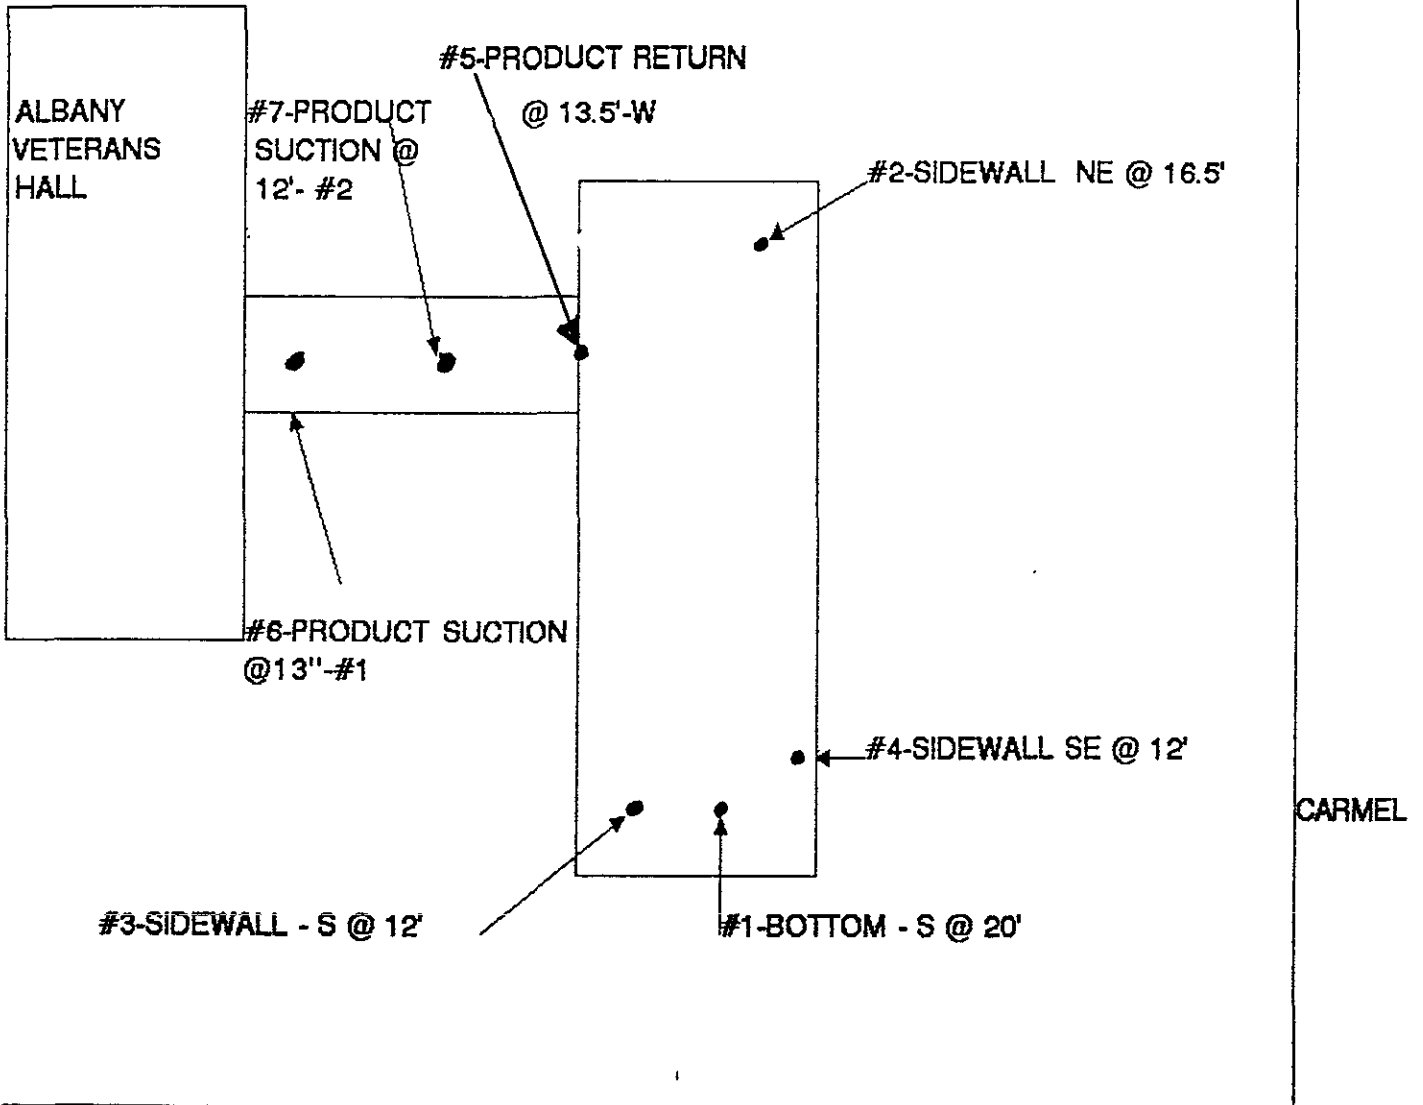 #5-PRODUCT RETURN
@ 13.5'-W
ALBANY
VETERANS
HALL
#7-PRODUCT
SUCTION @
12'- #2
#2-SIDEWALL NE @ 16.5'
#6-PRODUCT SUCTION
@13"-#1
#4-SIDEWALL SE @ 12'
CARMEL
#3-SIDEWALL - S @ 12'
#1-BOTTOM - S @ 20'